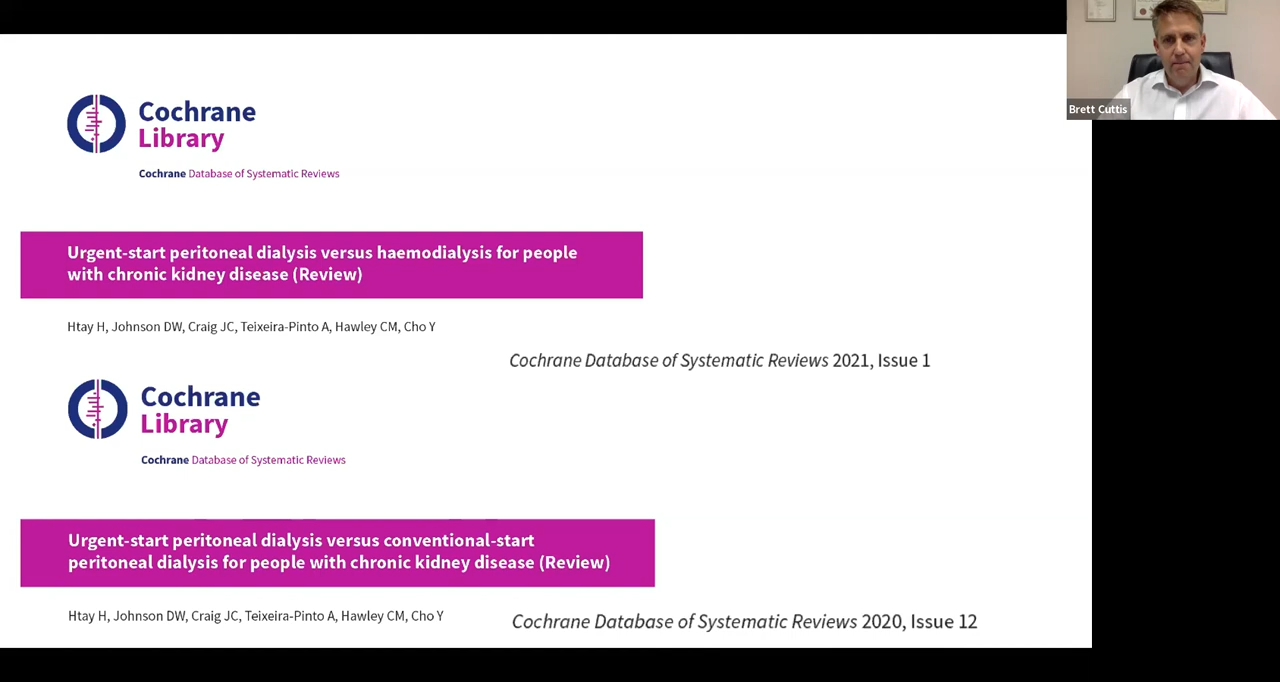 Brett Cuttis
Cochrane
Library
Cochrane Database of Systematic Reviews
Urgent-start peritoneal dialysis versus haemodialysis for people
with chronic kidney disease (Review)
Htay H, Johnson DW, Craig JC, Teixeira-Pinto A, Hawley CM, Cho Y
Cochrane Database of Systematic Reviews 2021, Issue 1
Cochrane
Library
Cochrane Database of Systematic Reviews
Urgent-start peritoneal dialysis versus conventional-start
peritoneal dialysis for people with chronic kidney disease (Review)
Htay H, Johnson DW, Craig JC, Teixeira-Pinto A, Hawley CM, Cho Y
Cochrane Database of Systematic Reviews 2020, Issue 12